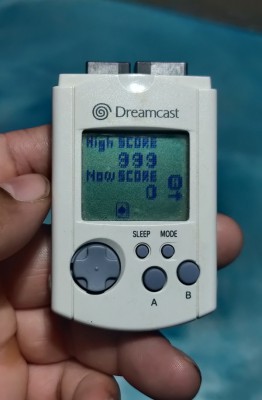 Dreamcast
High SCORE
999
Now SCORE
0
SLEEP MODE
A B